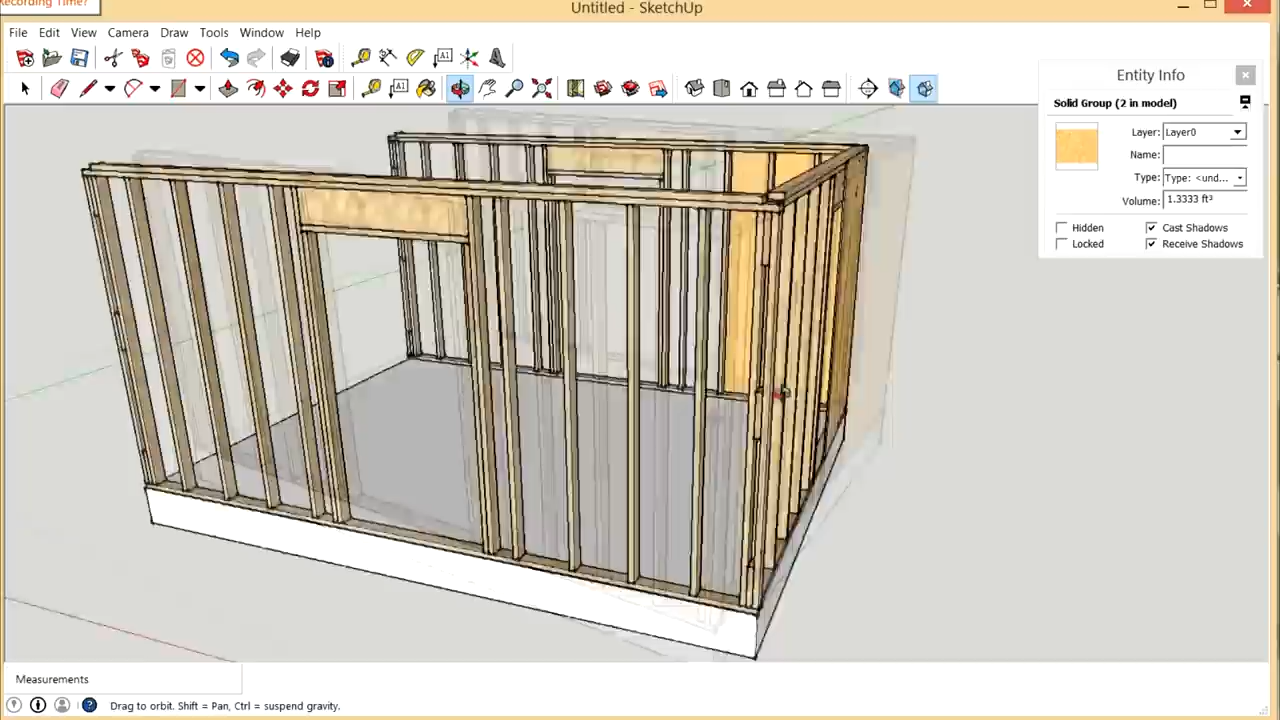 Recording Time?
Untitled - SketchUp
File Edit View Camera Draw Tools Window Help
A1
A1
Entity Info
Solid Group (2 in model)
Layer: Layer0
Name:
Type: Type: <und...
Volume: 1.3333 ft³
Hidden Cast Shadows
Locked Receive Shadows
Measurements
Drag to orbit. Shift = Pan, Ctrl = suspend gravity.